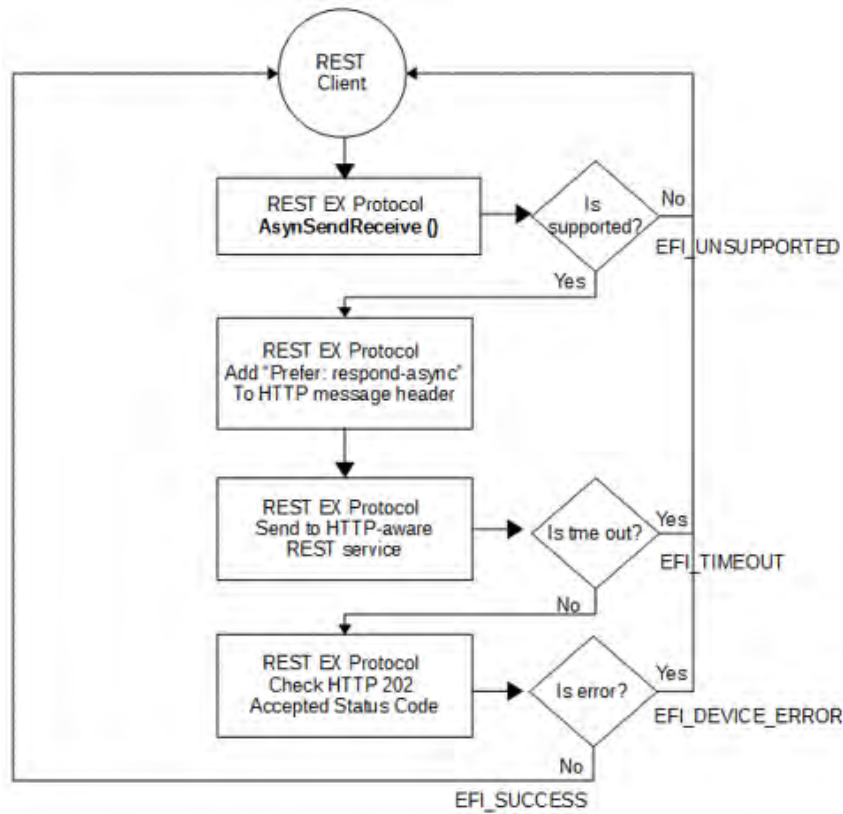 REST
Client
REST EX Protocol
AsynSendReceive ()
Is
supported?
No
EFI_UNSUPPORTED
Yes
REST EX Protocol
Add “Prefer: respond-async”
To HTTP message header
REST EX Protocol
Send to HTTP-aware
REST service
Is tme out?
Yes
EFI_TIMEOUT
No
REST EX Protocol
Check HTTP 202
Accepted Status Code
Is error?
Yes
EFI_DEVICE_ERROR
No
EFI_SUCCESS